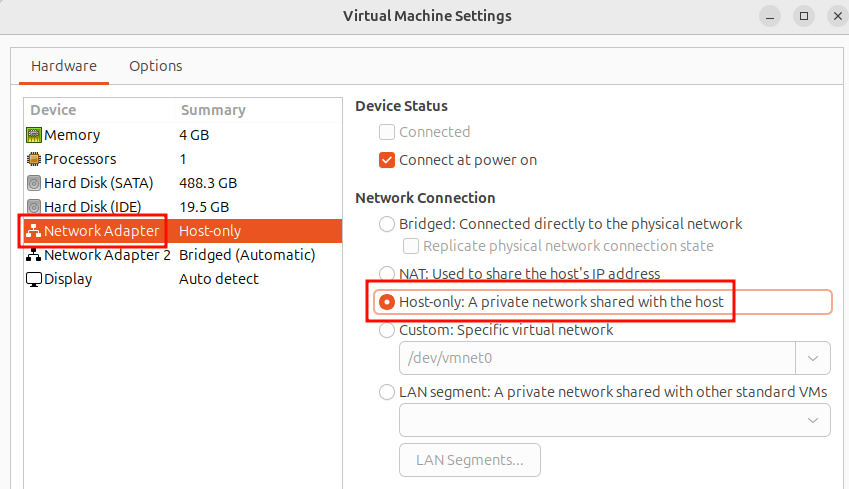 Virtual Machine Settings
Hardware Options
Device Summary
Memory 4 GB
Processors 1
Hard Disk (SATA) 488.3 GB
Hard Disk (IDE) 19.5 GB
Network Adapter Host-only
Network Adapter 2 Bridged (Automatic)
Display Auto detect
Device Status
Connected
Connect at power on
Network Connection
Bridged: Connected directly to the physical network
Replicate physical network connection state
NAT: Used to share the host's IP address
Host-only: A private network shared with the host
Custom: Specific virtual network
/dev/vmnet0
LAN segment: A private network shared with other standard VMs
LAN Segments...